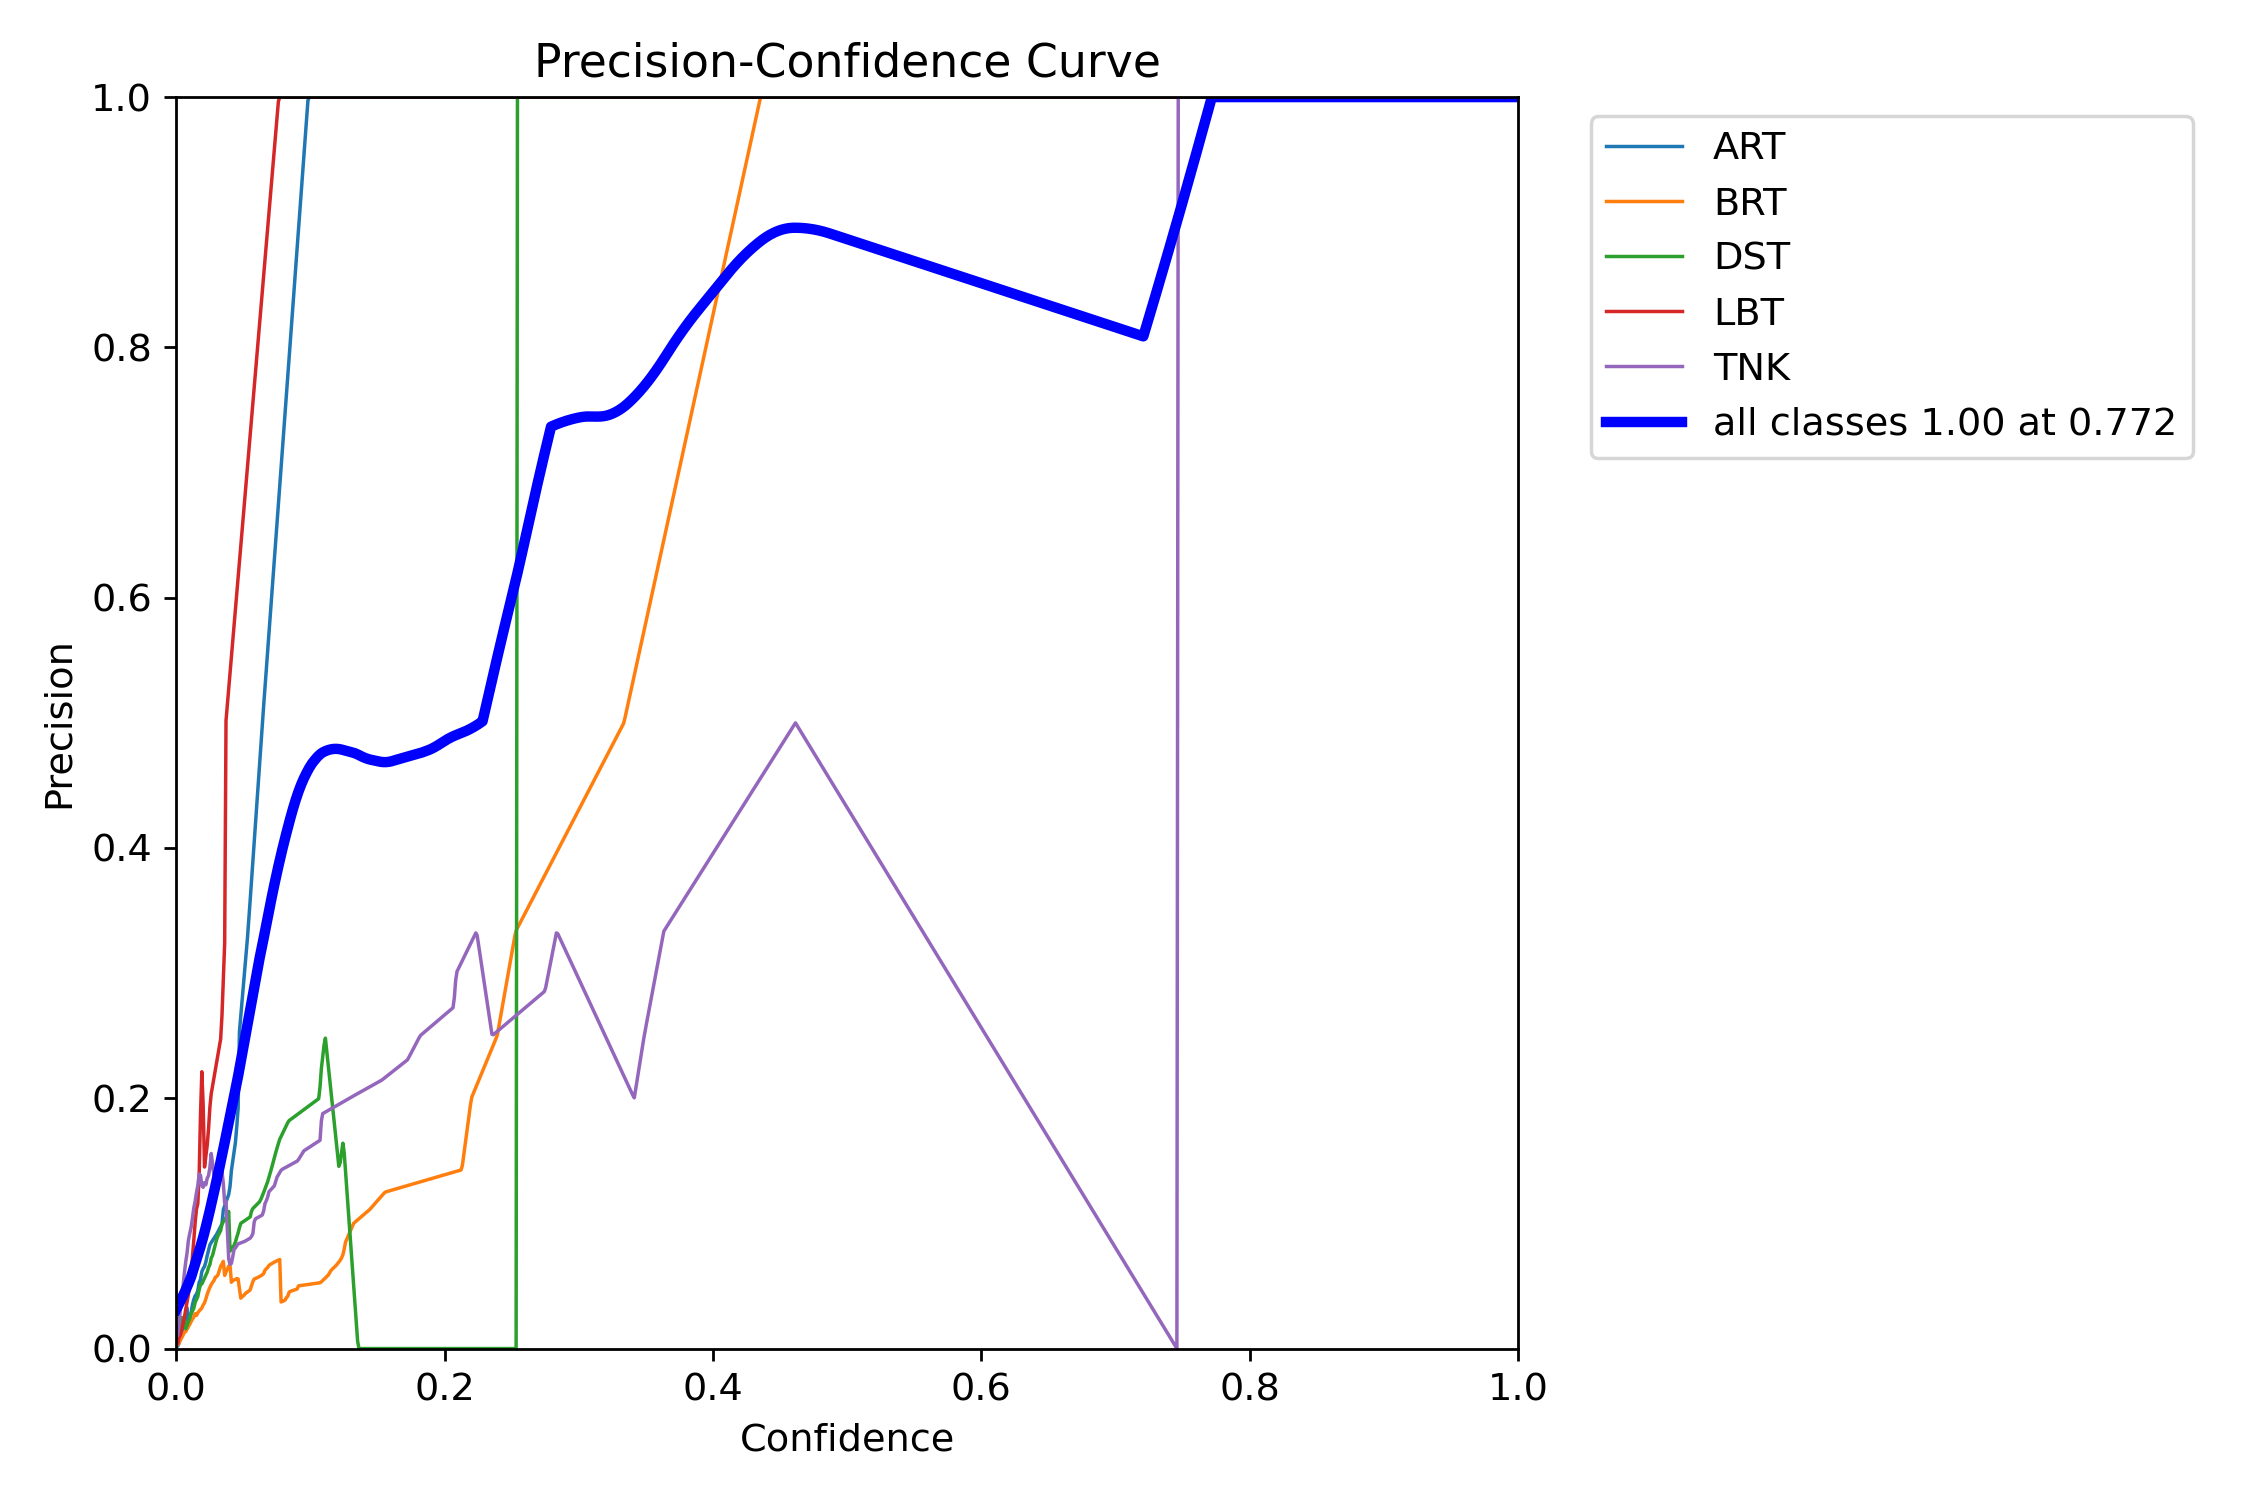 Precision-Confidence Curve
1.0
0.8
0.6
0.4
0.2
0.0
Precision
0.0 0.2 0.4 0.6 0.8 1.0
Confidence
ART
BRT
DST
LBT
TNK
all classes 1.00 at 0.772